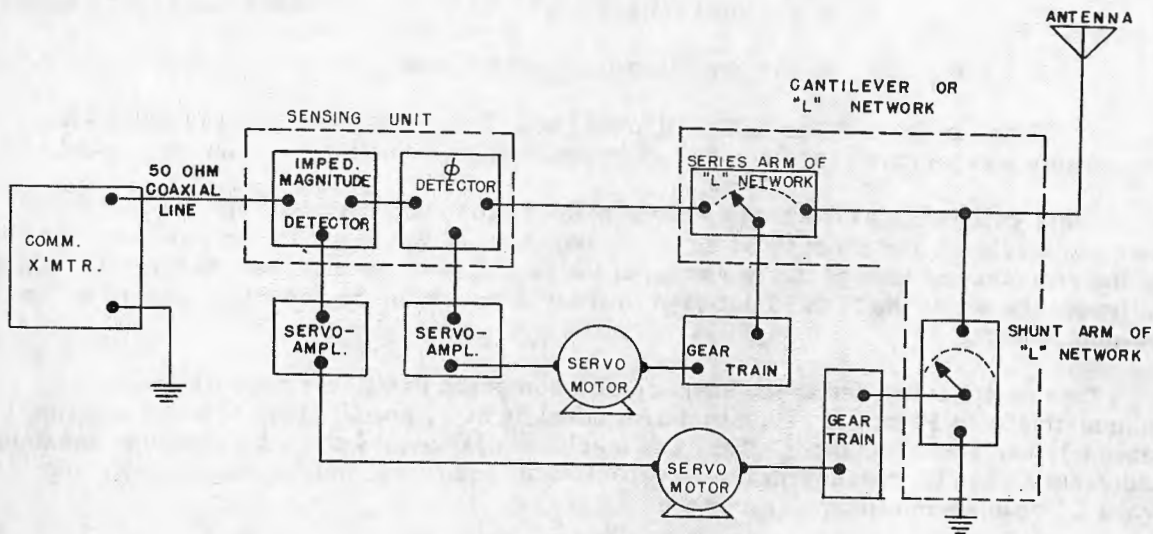 ANTENNA
CANTILEVER OR
"L" NETWORK
SENSING UNIT
SERIES ARM OF
"L" NETWORK
IMPED.
MAGNITUDE
DETECTOR
ϕ
DETECTOR
50 OHM
COAXIAL
LINE
COMM.
X'MTR.
SERVO-
AMPL.
SERVO-
AMPL.
SERVO
MOTOR
GEAR
TRAIN
SHUNT ARM OF
"L" NETWORK
GEAR
TRAIN
SERVO
MOTOR